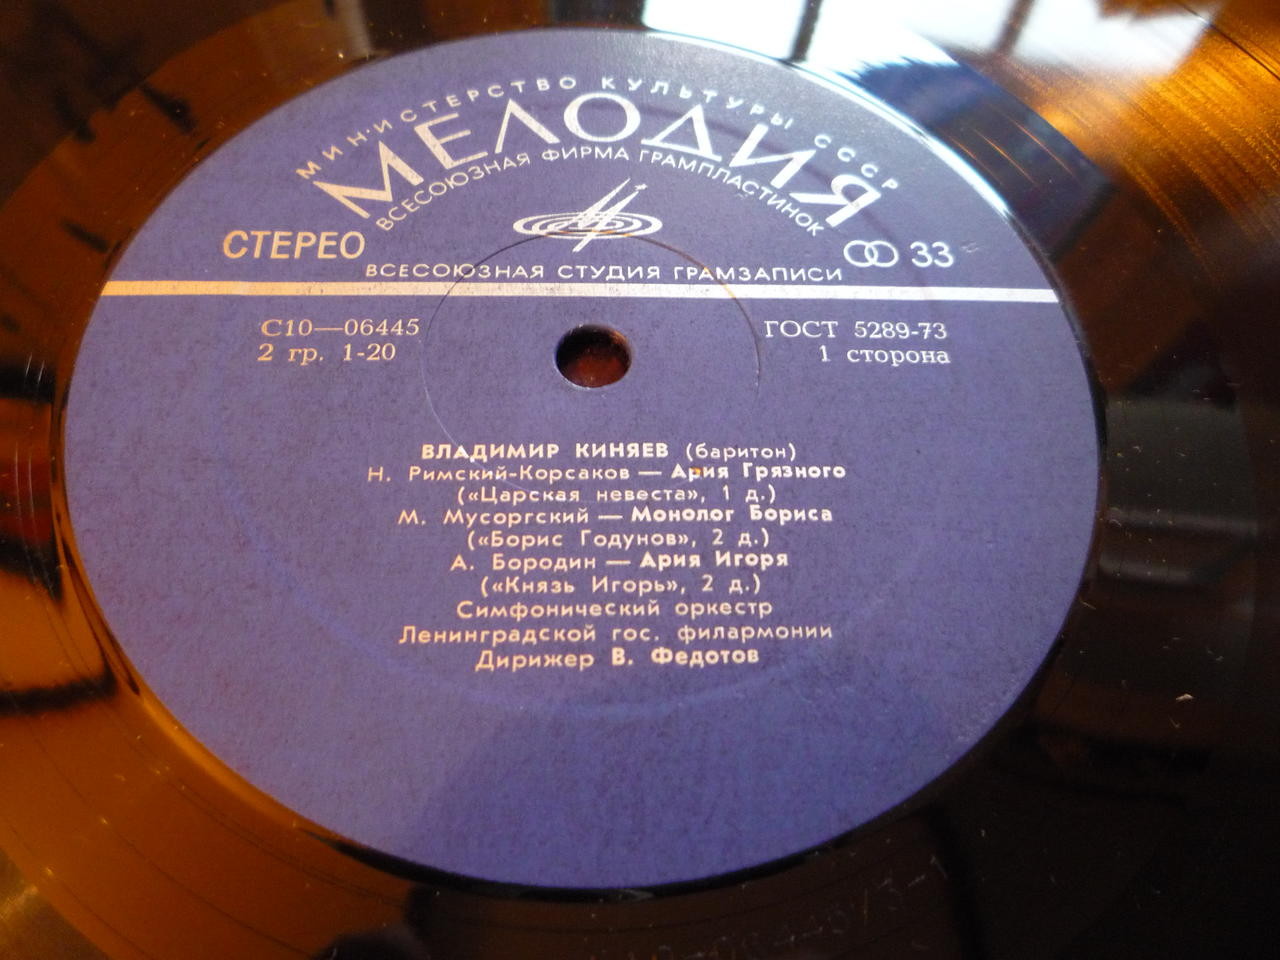 МИНИСТЕРСТВО КУЛЬТУРЫ СССР
МЕЛОДИЯ
ВСЕСОЮЗНАЯ ФИРМА ГРАМПЛАСТИНОК
СТЕРЕО
33
ВСЕСОЮЗНАЯ СТУДИЯ ГРАМЗАПИСИ
С10—06445
ГОСТ 5289-73
2 гр. 1-20
1 сторона
ВЛАДИМИР КИНЯЕВ (баритон)
Н. Римский-Корсаков — Ария Грязного
(«Царская невеста», 1 д.)
М. Мусоргский — Монолог Бориса
(«Борис Годунов», 2 д.)
А. Бородин — Ария Игоря
(«Князь Игорь», 2 д.)
Симфонический оркестр
Ленинградской гос. филармонии
Дирижер В. Федотов